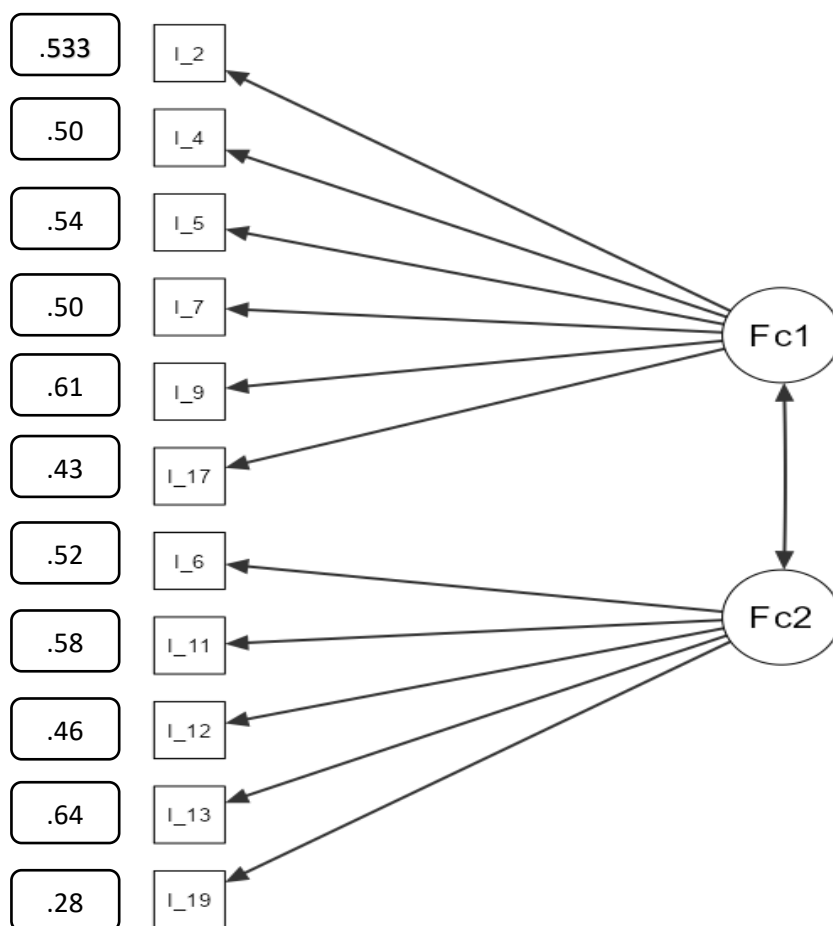 .533 I_2
.50 I_4
.54 I_5
.50 I_7
Fc1
.61 I_9
.43 I_17
.52 I_6
Fc2
.58 I_11
.46 I_12
.64 I_13
.28 I_19